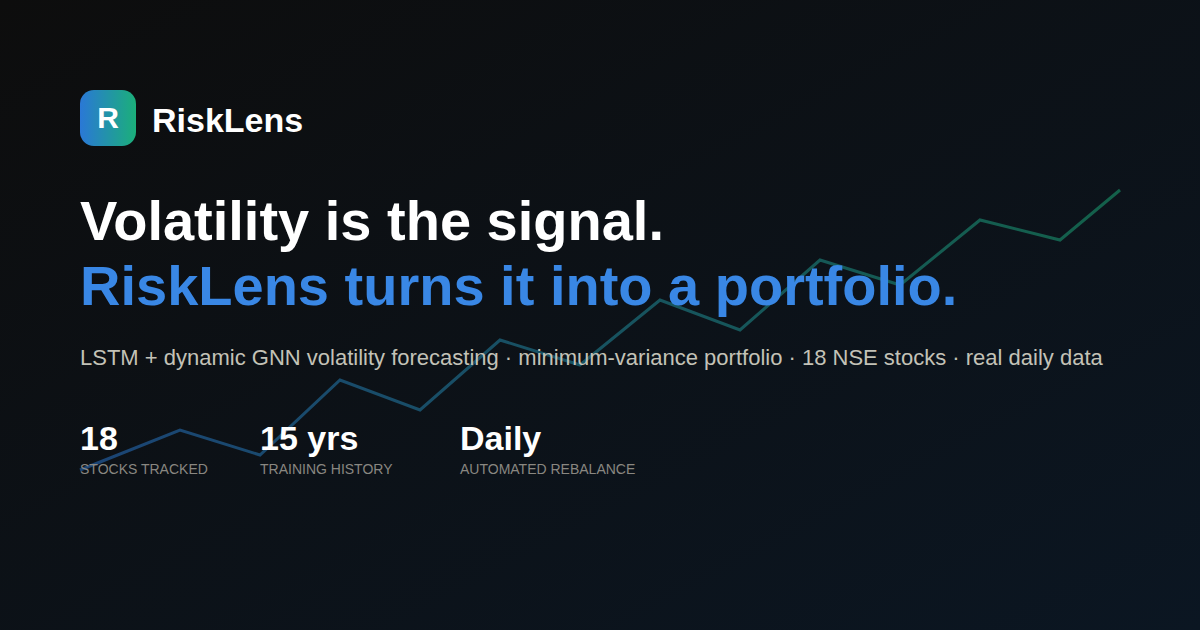 R
RiskLens
Volatility is the signal.
RiskLens turns it into a portfolio.
LSTM + dynamic GNN volatility forecasting · minimum-variance portfolio · 18 NSE stocks · real daily data
18 15 yrs Daily
STOCKS TRACKED TRAINING HISTORY AUTOMATED REBALANCE